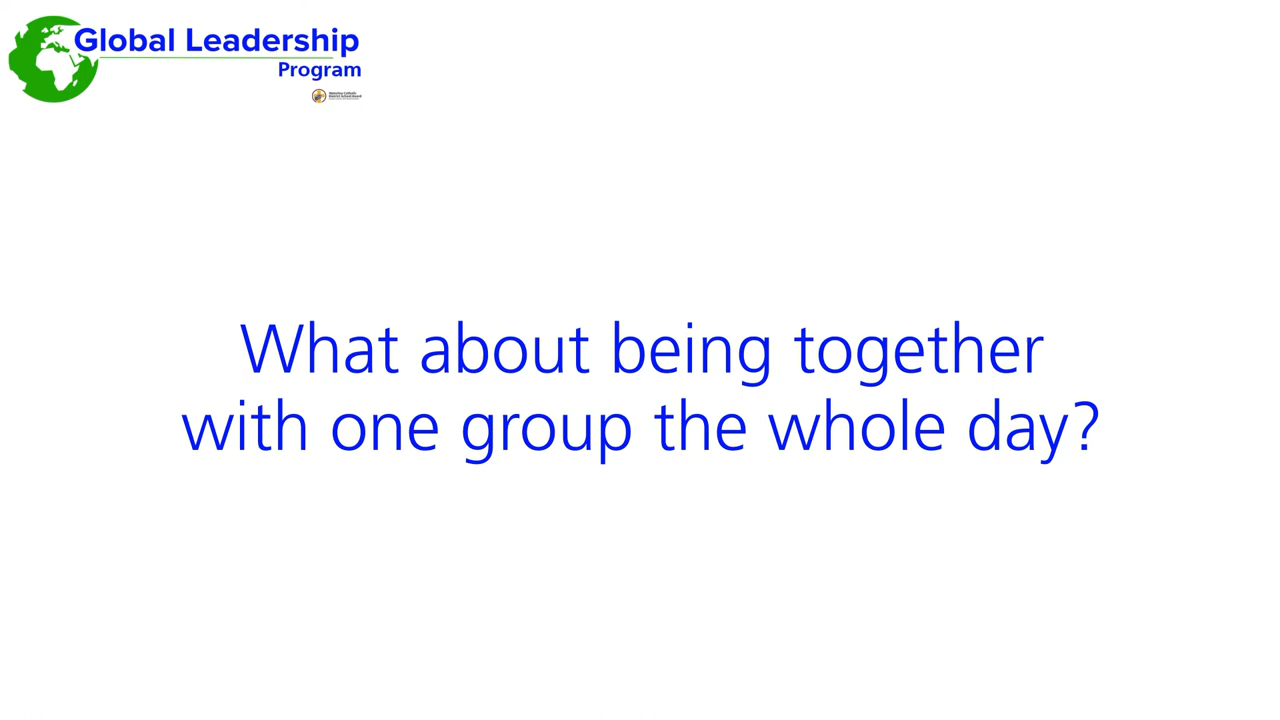 Global Leadership
Program
What about being together
with one group the whole day?